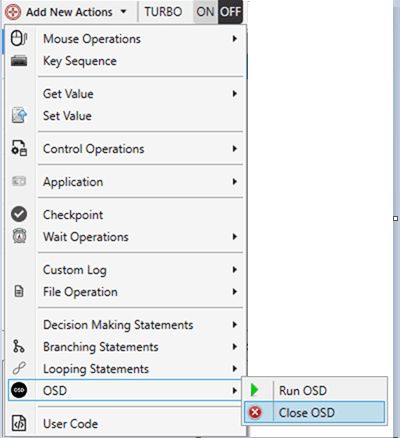 Add New Actions TURBO ON OFF
Mouse Operations
Key Sequence
Get Value
Set Value
Control Operations
Application
Checkpoint
Wait Operations
Custom Log
File Operation
Decision Making Statements
Branching Statements
Looping Statements
OSD OSD
Run OSD
Close OSD
User Code